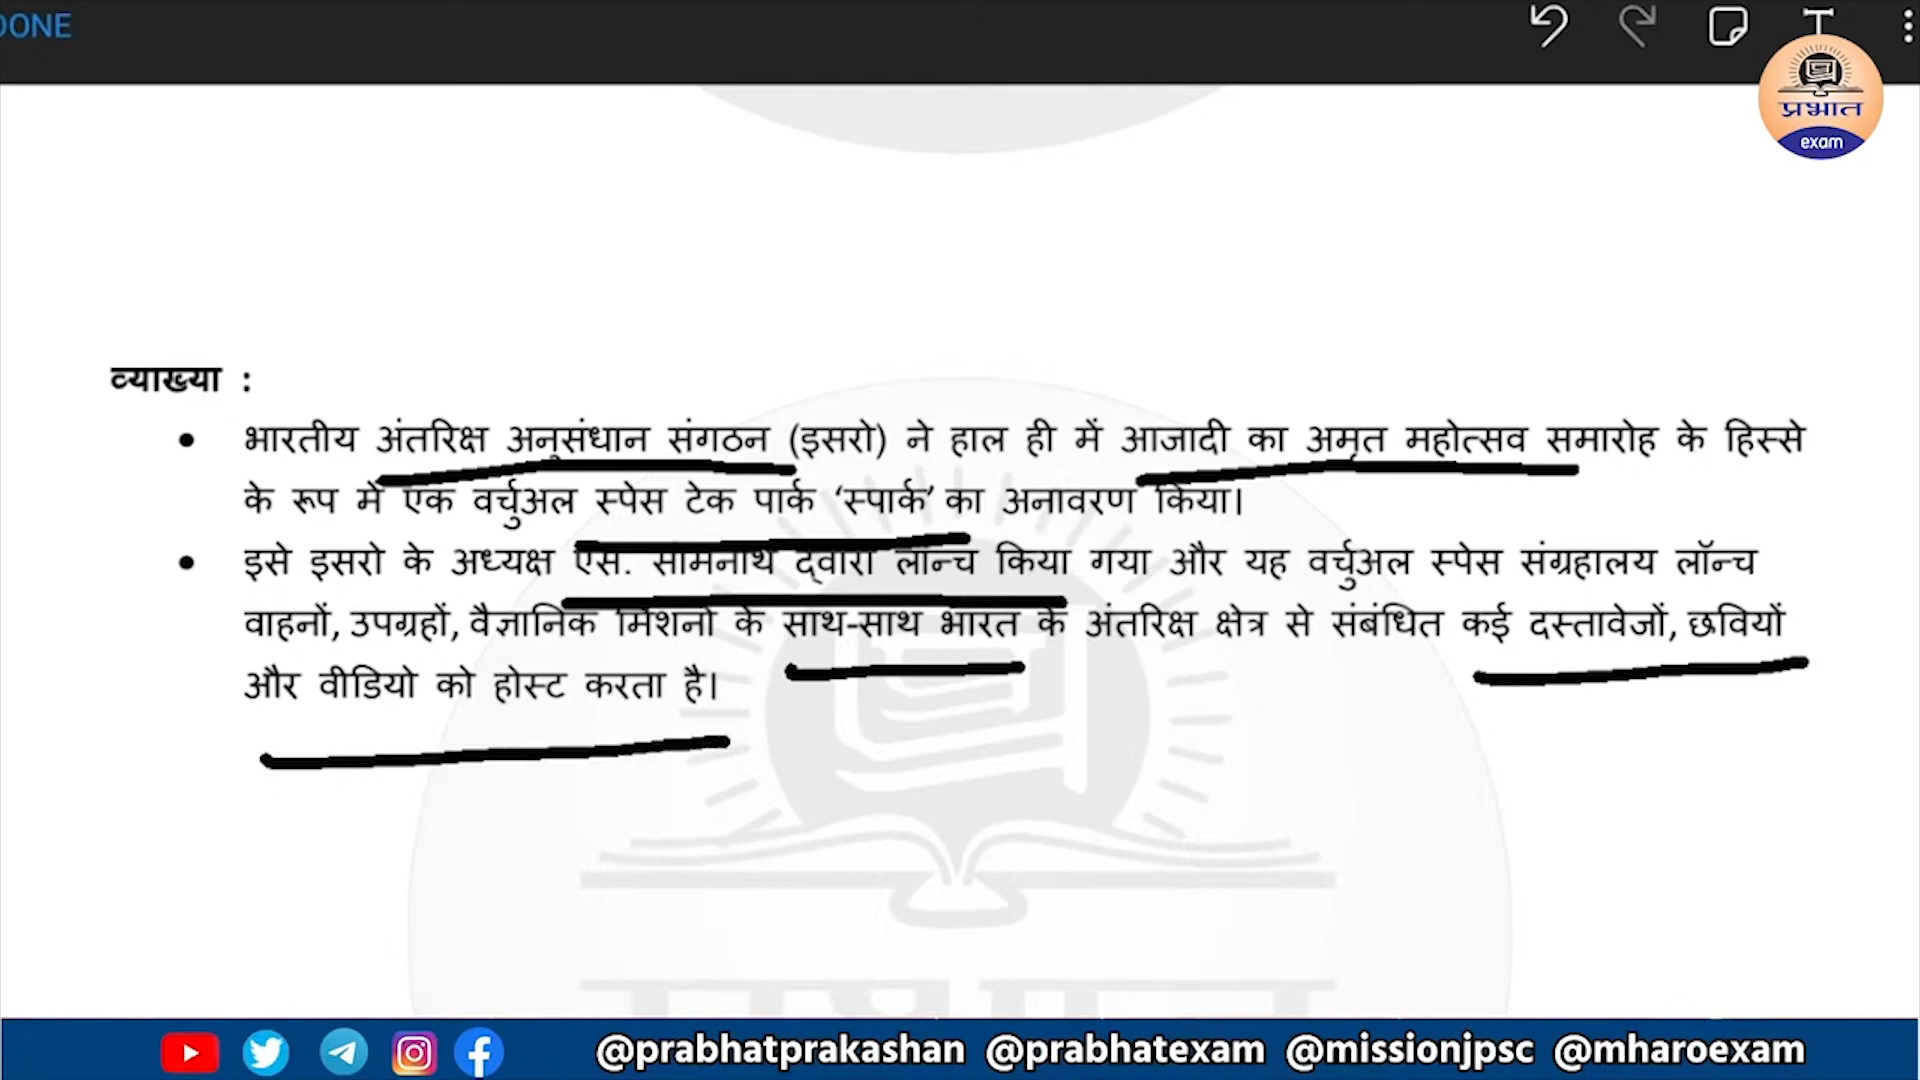 DONE
प्रभात
exam
व्याख्या :
• भारतीय अंतरिक्ष अनुसंधान संगठन (इसरो) ने हाल ही में आजादी का अमृत महोत्सव समारोह के हिस्से
के रूप में एक वर्चुअल स्पेस टेक पार्क ‘स्पार्क’ का अनावरण किया।
• इसे इसरो के अध्यक्ष एस. सोमनाथ द्वारा लॉन्च किया गया और यह वर्चुअल स्पेस संग्रहालय लॉन्च
वाहनों, उपग्रहों, वैज्ञानिक मिशनों के साथ-साथ भारत के अंतरिक्ष क्षेत्र से संबंधित कई दस्तावेजों, छवियों
और वीडियो को होस्ट करता है।
@prabhatprakashan @prabhatexam @missionjpsc @mharoexam